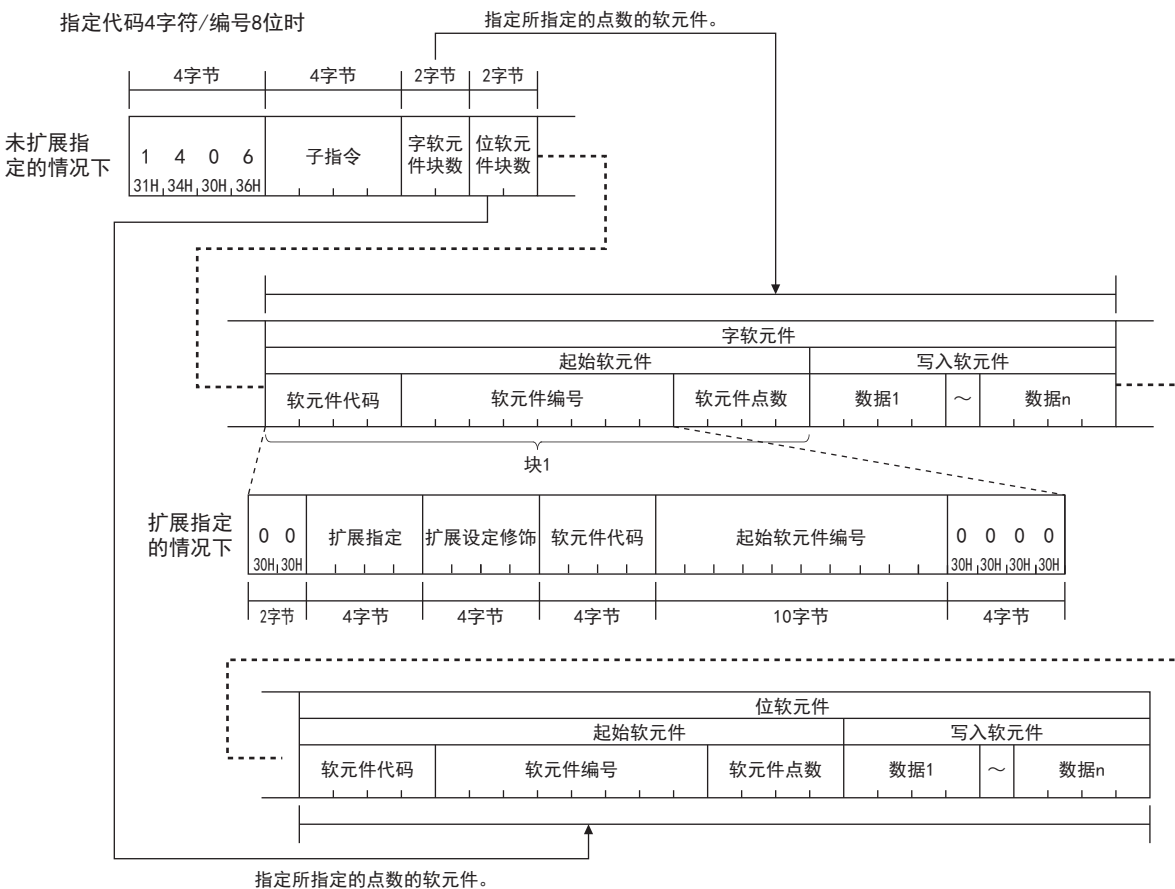 指定代码4字符/编号8位时
指定所指定的点数的软元件。
4字节 4字节 2字节 2字节
未扩展指
定的情况下
1 4 0 6
31H 34H 30H 36H
子指令
字软元
件块数
位软元
件块数
字软元件
起始软元件 写入软元件
软元件代码 软元件编号 软元件点数 数据1 ～ 数据n
块1
扩展指定
的情况下
0 0
30H 30H
扩展指定 扩展设定修饰 软元件代码 起始软元件编号
0 0 0 0
30H 30H 30H 30H
2字节 4字节 4字节 4字节 10字节 4字节
位软元件
起始软元件 写入软元件
软元件代码 软元件编号 软元件点数 数据1 ～ 数据n
指定所指定的点数的软元件。